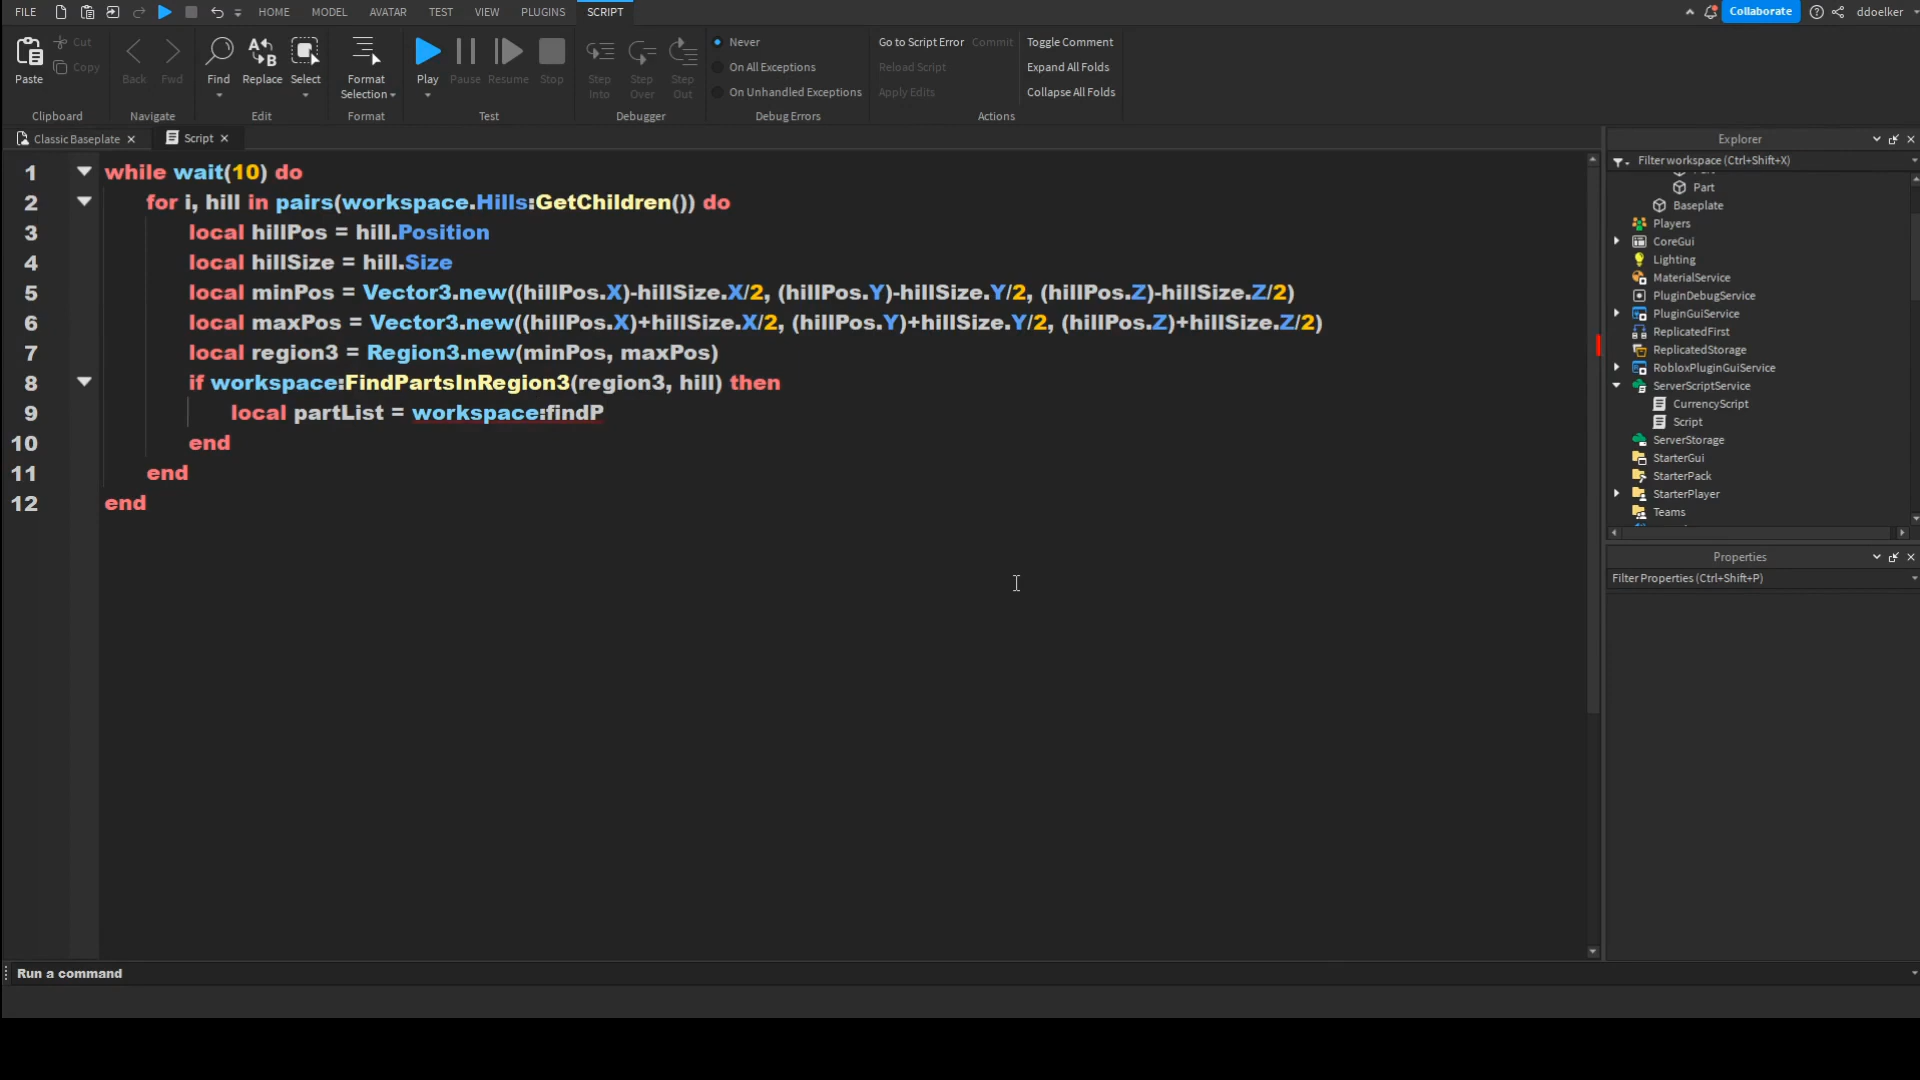 FILE HOME MODEL AVATAR TEST VIEW PLUGINS SCRIPT Collaborate ddoelker
Paste Cut Copy
Back Fwd
Find Replace Select
Format Selection
Play Pause Resume Stop
Step Into Step Over Step Out
Never
On All Exceptions
On Unhandled Exceptions
Go to Script Error Commit
Reload Script
Apply Edits
Toggle Comment
Expand All Folds
Collapse All Folds
Clipboard Navigate Edit Format Test Debugger Debug Errors Actions
Classic Baseplate Script
1 while wait(10) do
2 for i, hill in pairs(workspace.Hills:GetChildren()) do
3 local hillPos = hill.Position
4 local hillSize = hill.Size
5 local minPos = Vector3.new((hillPos.X)-hillSize.X/2, (hillPos.Y)-hillSize.Y/2, (hillPos.Z)-hillSize.Z/2)
6 local maxPos = Vector3.new((hillPos.X)+hillSize.X/2, (hillPos.Y)+hillSize.Y/2, (hillPos.Z)+hillSize.Z/2)
7 local region3 = Region3.new(minPos, maxPos)
8 if workspace:FindPartsInRegion3(region3, hill) then
9 local partList = workspace:findP
10 end
11 end
12 end
Explorer
Filter workspace (Ctrl+Shift+X)
Part
Baseplate
Players
CoreGui
Lighting
MaterialService
PluginDebugService
PluginGuiService
ReplicatedFirst
ReplicatedStorage
RobloxPluginGuiService
ServerScriptService
CurrencyScript
Script
ServerStorage
StarterGui
StarterPack
StarterPlayer
Teams
Properties
Filter Properties (Ctrl+Shift+P)
Run a command